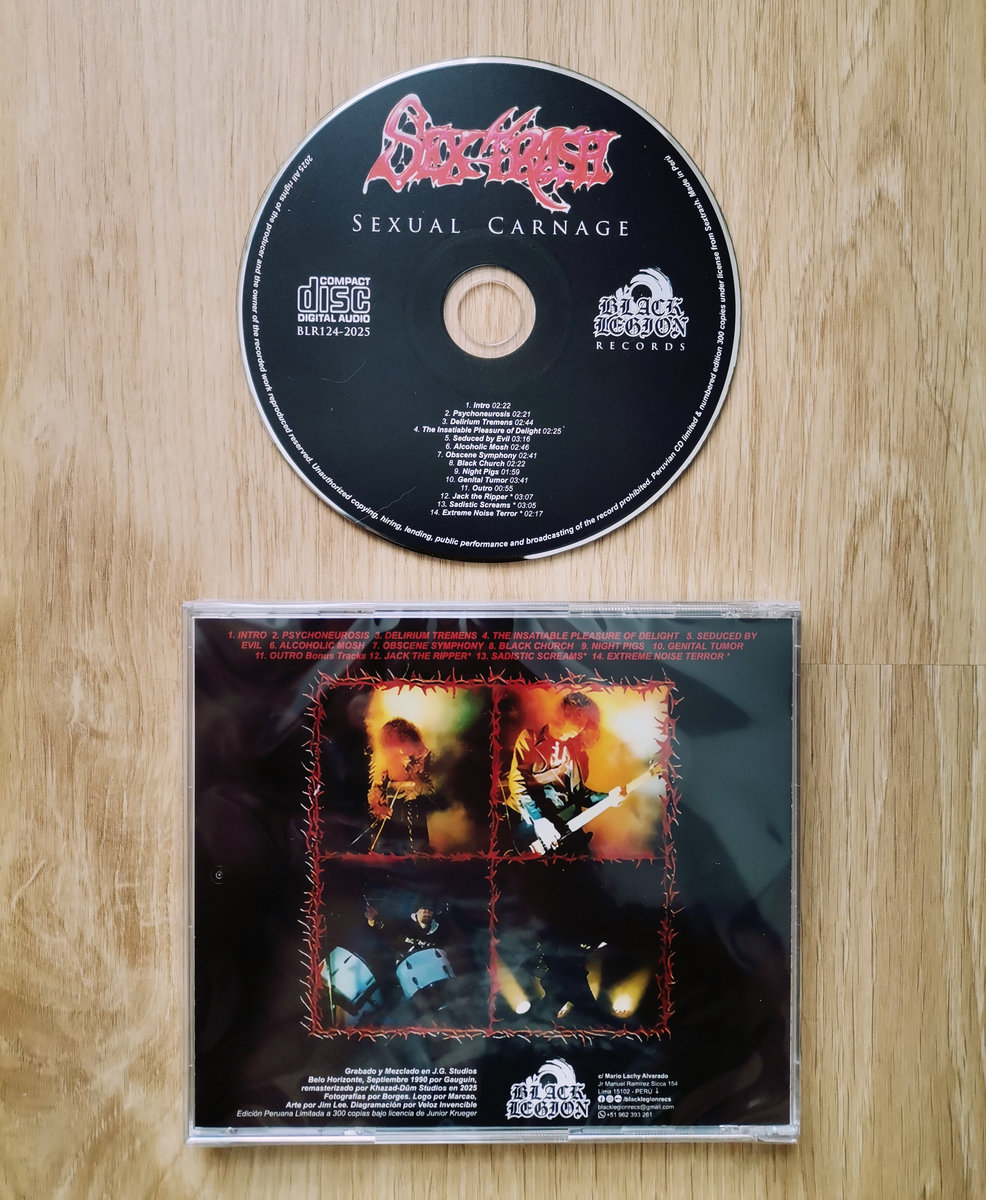 SEXTRASH
SEXUAL CARNAGE
COMPACT
disc
DIGITAL AUDIO
BLR124-2025
BLACK
LEGION
RECORDS
1. Intro 02:22
2. Psychoneurosis 02:21
3. Delirium Tremens 02:44
4. The Insatiable Pleasure of Delight 02:25
5. Seduced by Evil 03:16
6. Alcoholic Mosh 02:46
7. Obscene Symphony 02:41
8. Black Church 02:22
9. Night Pigs 01:59
10. Genital Tumor 03:41
11. Outro 00:55
12. Jack the Ripper * 03:07
13. Sadistic Screams * 03:05
14. Extreme Noise Terror * 02:17
2025 All rights of the producer and the owner of the recorded work reproduced reserved. Unauthorized copying, hiring, lending, public performance and broadcasting of the record prohibited. Peruvian CD limited & numbered edition 300 copies under license from Sextrash. Made in Perú
1. INTRO 2. PSYCHONEUROSIS 3. DELIRIUM TREMENS 4. THE INSATIABLE PLEASURE OF DELIGHT 5. SEDUCED BY
EVIL 6. ALCOHOLIC MOSH 7. OBSCENE SYMPHONY 8. BLACK CHURCH 9. NIGHT PIGS 10. GENITAL TUMOR
11. OUTRO Bonus Tracks 12. JACK THE RIPPER* 13. SADISTIC SCREAMS* 14. EXTREME NOISE TERROR *
Grabado y Mezclado en J.G. Studios
Belo Horizonte, Septiembre 1990 por Gauguin,
remasterizado por Khazad-Dûm Studios en 2025
Fotografías por Borges. Logo por Marcao,
Arte por Jim Lee. Diagramación por Veloz Invencible
Edición Peruana Limitada a 300 copias bajo licencia de Junior Krueger
BLACK
LEGION
RECORDS
c/ Mario Lachy Alvarado
Jr Manuel Ramirez Sicca 154
Lima 15102 - PERÚ
/blacklegionrecs
blacklegionrecs@gmail.com
+51 962 393 261